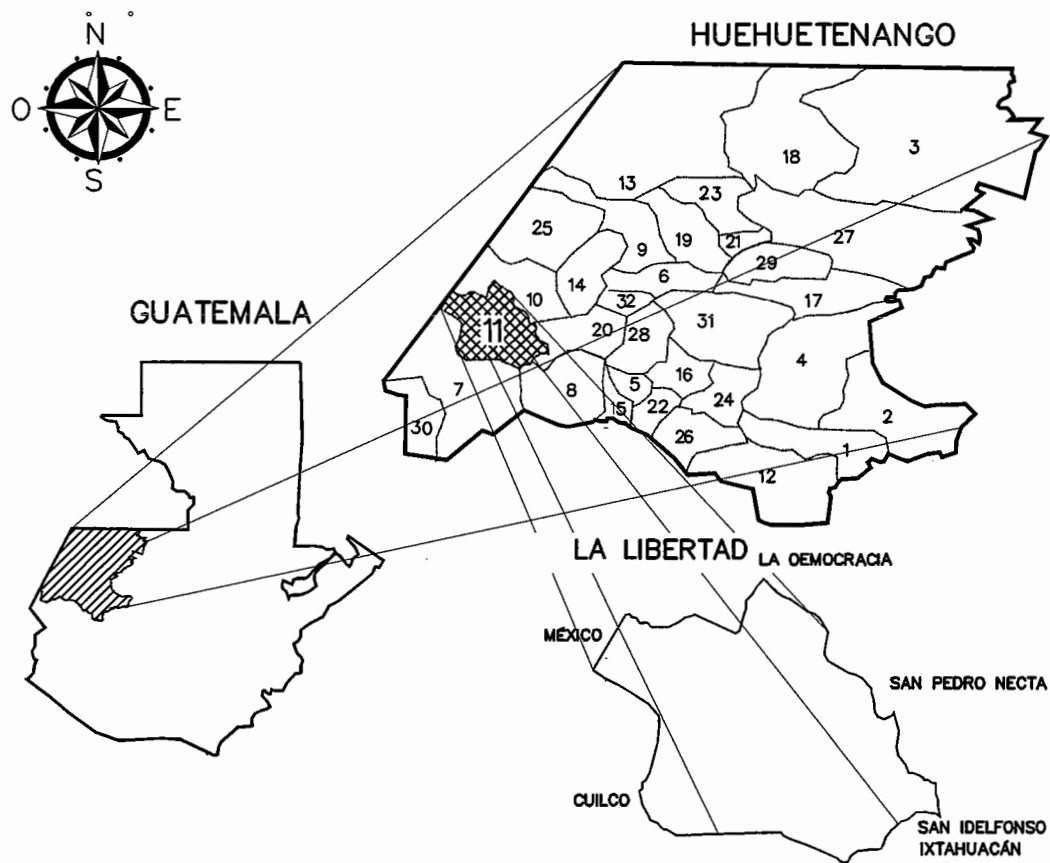 N
O E
S
HUEHUETENANGO
3
18
13
23
25
9
19
21
27
29
6
14
10
32
17
11
20
28
31
4
7
8
5
16
15
22
24
30
26
2
1
12
GUATEMALA
LA LIBERTAD
LA OEMOCRACIA
MÉXICO
SAN PEDRO NECTA
CUILCO
SAN IDELFONSO
IXTAHUACÁN